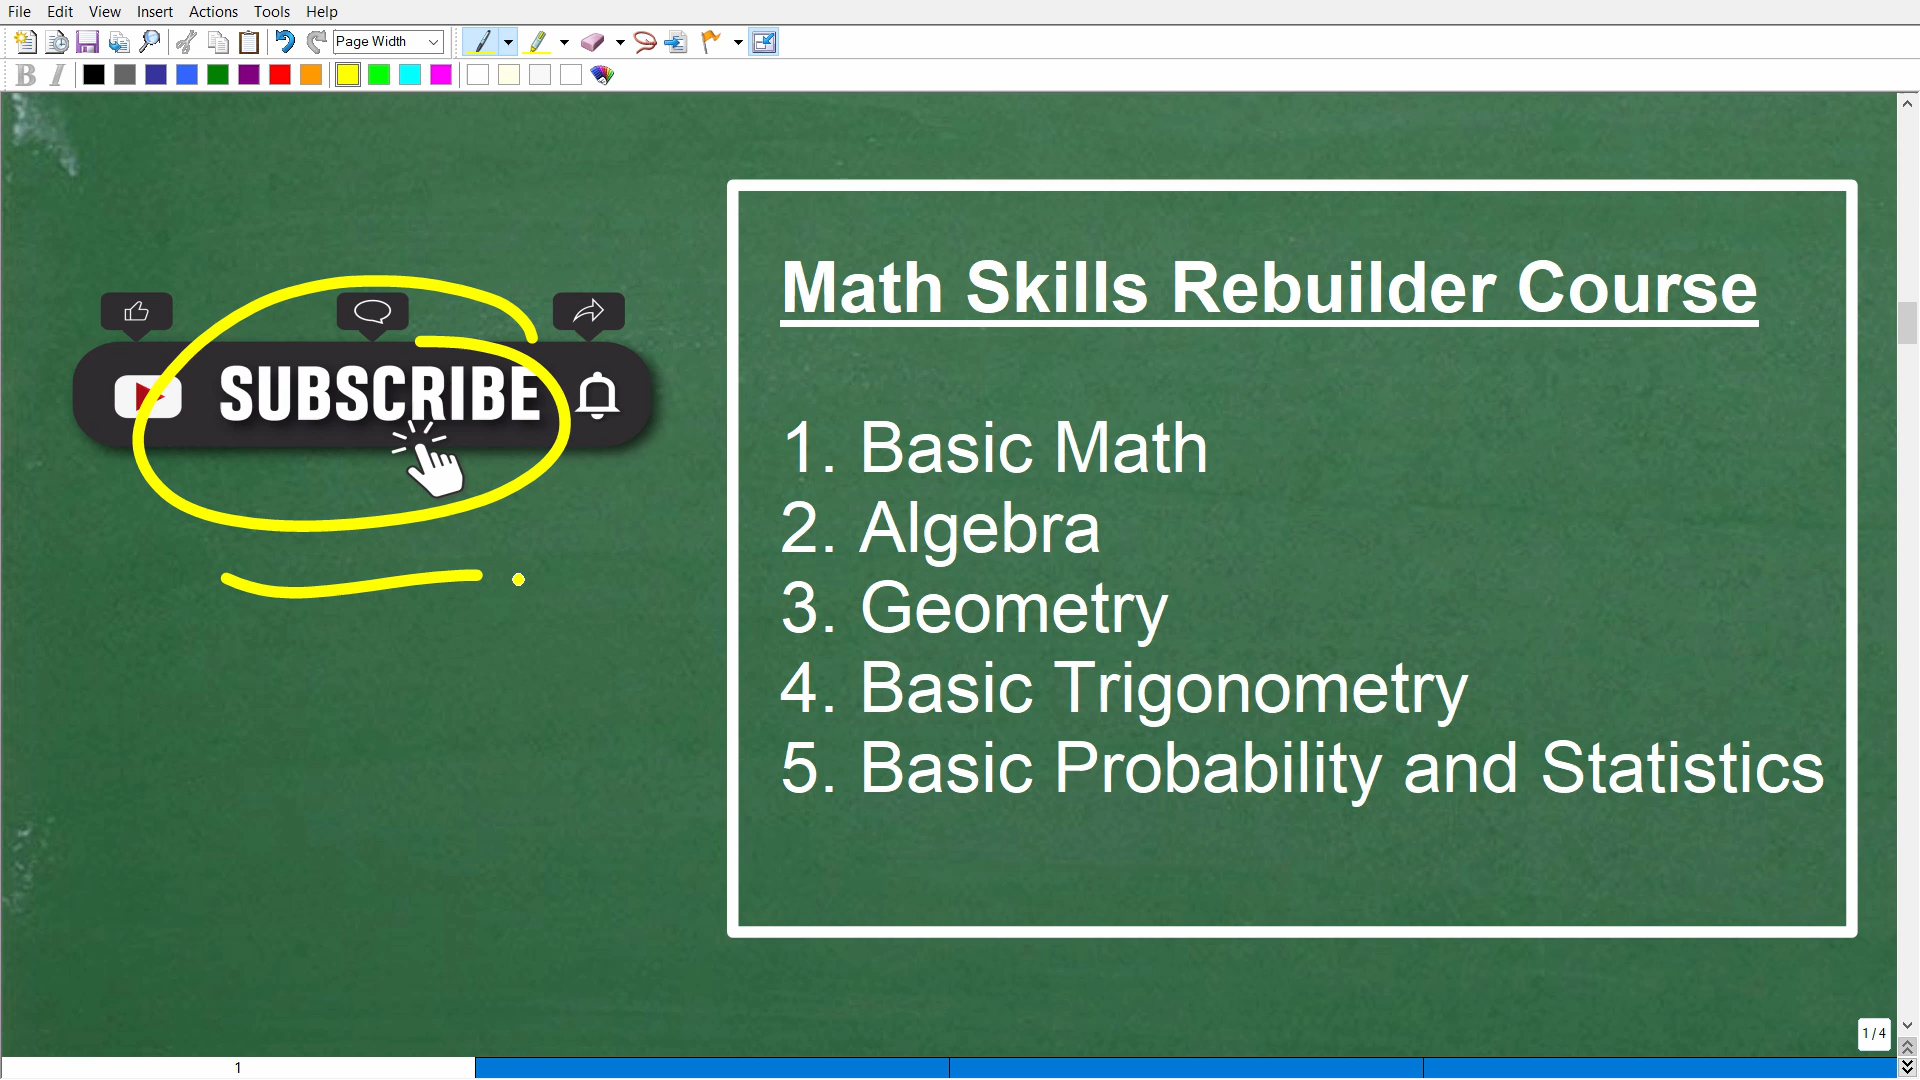 File Edit View Insert Actions Tools Help
Page Width
B I
SUBSCRIBE
Math Skills Rebuilder Course
1. Basic Math
2. Algebra
3. Geometry
4. Basic Trigonometry
5. Basic Probability and Statistics
1 / 4
1